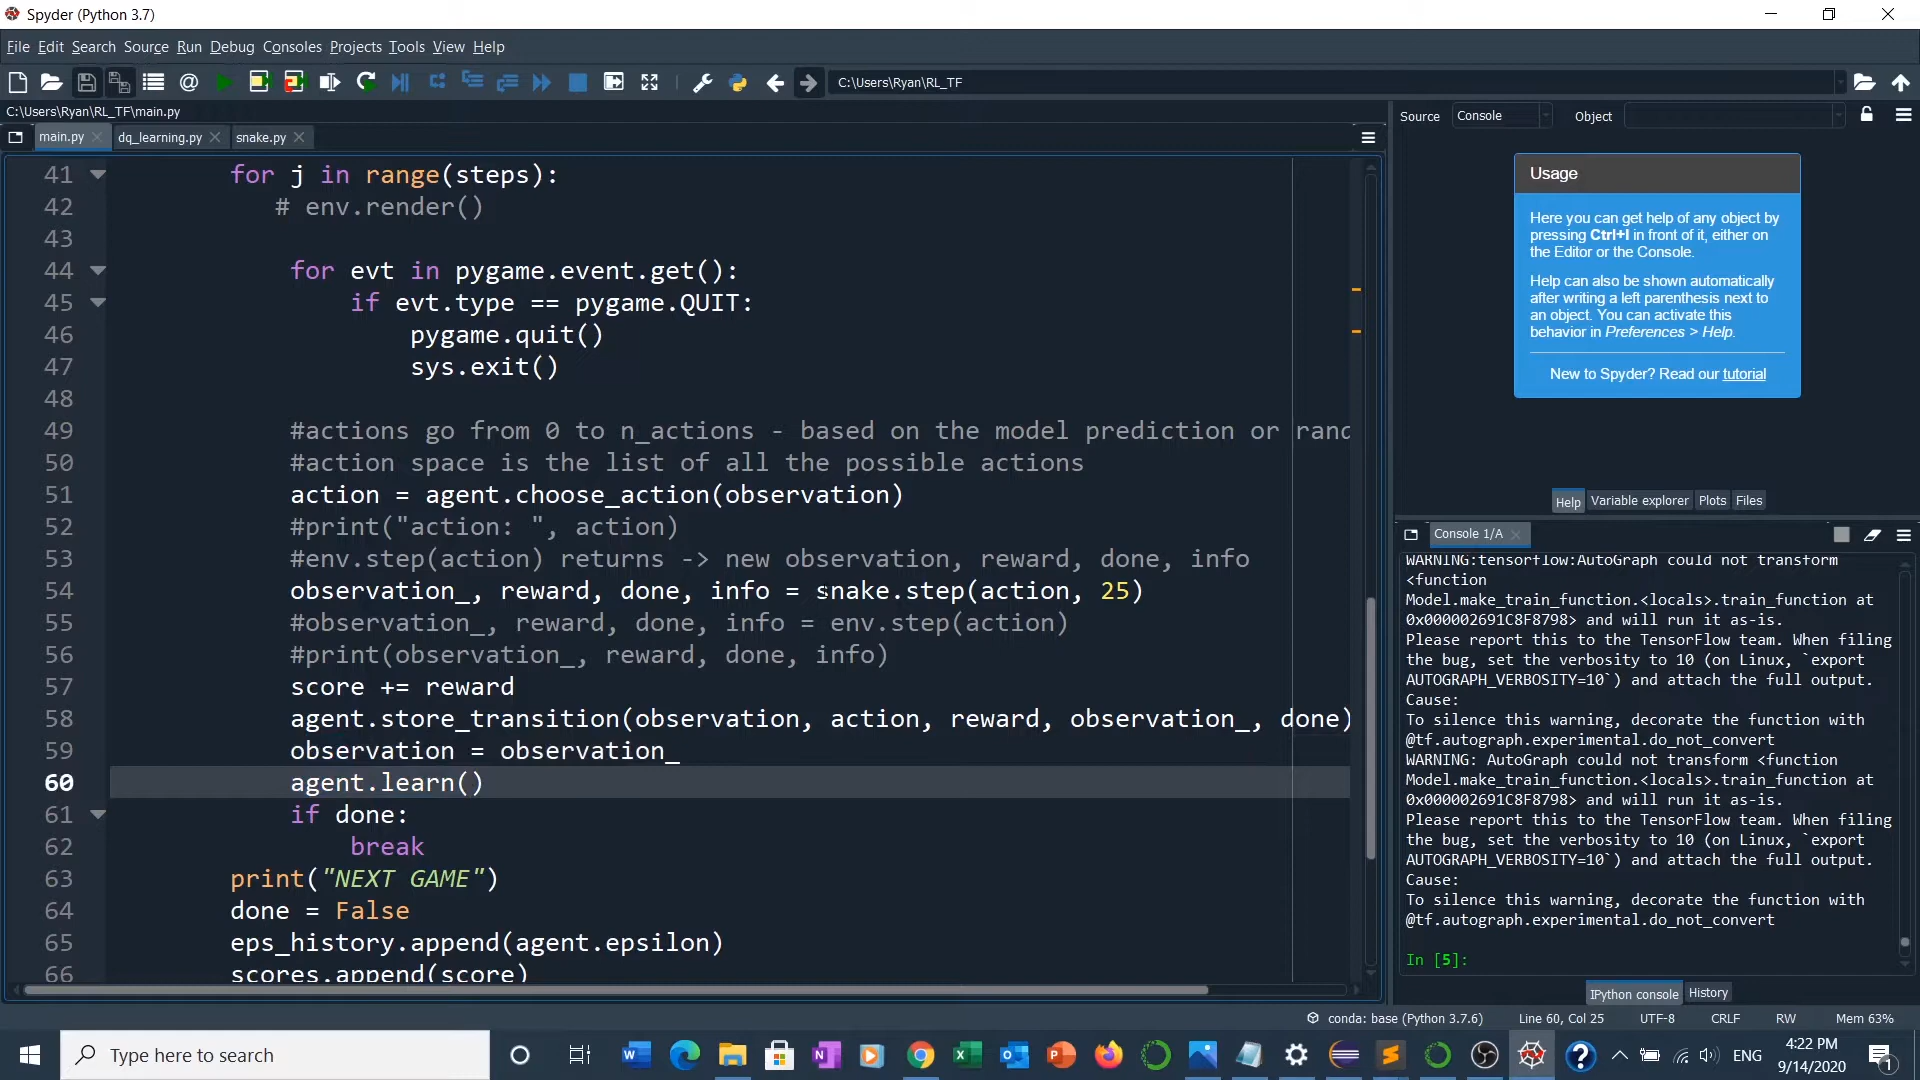 Spyder (Python 3.7)
File Edit Search Source Run Debug Consoles Projects Tools View Help
C:\Users\Ryan\RL_TF
C:\Users\Ryan\RL_TF\main.py
main.py dq_learning.py snake.py
41 for j in range(steps):
42 # env.render()
43
44 for evt in pygame.event.get():
45 if evt.type == pygame.QUIT:
46 pygame.quit()
47 sys.exit()
48
49 #actions go from 0 to n_actions - based on the model prediction or rand
50 #action space is the list of all the possible actions
51 action = agent.choose_action(observation)
52 #print("action: ", action)
53 #env.step(action) returns -> new observation, reward, done, info
54 observation_, reward, done, info = snake.step(action, 25)
55 #observation_, reward, done, info = env.step(action)
56 #print(observation_, reward, done, info)
57 score += reward
58 agent.store_transition(observation, action, reward, observation_, done)
59 observation = observation_
60 agent.learn()
61 if done:
62 break
63 print("NEXT GAME")
64 done = False
65 eps_history.append(agent.epsilon)
66 scores.append(score)
Source Console Object
Usage
Here you can get help of any object by
pressing Ctrl+I in front of it, either on
the Editor or the Console.
Help can also be shown automatically
after writing a left parenthesis next to
an object. You can activate this
behavior in Preferences > Help.
New to Spyder? Read our tutorial
Help Variable explorer Plots Files
Console 1/A
WARNING:tensorflow:AutoGraph could not transform
<function
Model.make_train_function.<locals>.train_function at
0x000002691C8F8798> and will run it as-is.
Please report this to the TensorFlow team. When filing
the bug, set the verbosity to 10 (on Linux, `export
AUTOGRAPH_VERBOSITY=10`) and attach the full output.
Cause:
To silence this warning, decorate the function with
@tf.autograph.experimental.do_not_convert
WARNING: AutoGraph could not transform <function
Model.make_train_function.<locals>.train_function at
0x000002691C8F8798> and will run it as-is.
Please report this to the TensorFlow team. When filing
the bug, set the verbosity to 10 (on Linux, `export
AUTOGRAPH_VERBOSITY=10`) and attach the full output.
Cause:
To silence this warning, decorate the function with
@tf.autograph.experimental.do_not_convert
In [5]:
IPython console History
conda: base (Python 3.7.6) Line 60, Col 25 UTF-8 CRLF RW Mem 63%
Type here to search
ENG
4:22 PM
9/14/2020
1